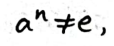 aⁿ ≠ e,